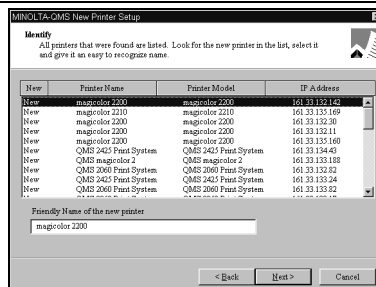 MINOLTA-QMS New Printer Setup
Identify
All printers that were found are listed. Look for the new printer in the list, select it
and give it an easy to recognize name.
New Printer Name Printer Model IP Address
New magicolor 2200 magicolor 2200 161.33.132.142
New magicolor 2210 magicolor 2210 161.33.135.169
New magicolor 2200 magicolor 2200 161.33.132.30
New magicolor 2200 magicolor 2200 161.33.132.11
New magicolor 2200 magicolor 2200 161.33.135.160
New QMS 2425 Print System QMS 2425 Print System 161.33.134.43
New QMS magicolor 2 QMS magicolor 2 161.33.133.188
New QMS 2060 Print System QMS 2060 Print System 161.33.132.82
New QMS 2425 Print System QMS 2425 Print System 161.33.133.24
New QMS 2060 Print System QMS 2060 Print System 161.33.133.82
Friendly Name of the new printer
magicolor 2200
< Back Next > Cancel